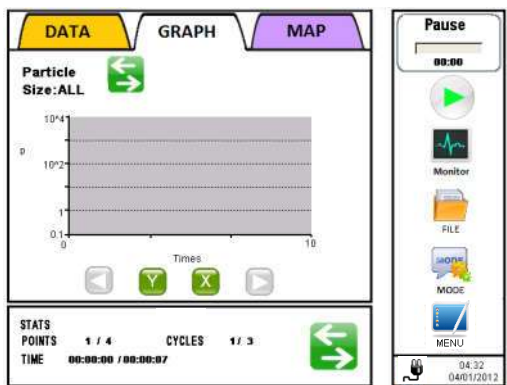 DATA GRAPH MAP
Particle
Size:ALL
10^4
p
10^2
1
0.1
0 10
Times
Y X
STATS
POINTS 1 / 4 CYCLES 1/ 3
TIME 00:00:00 / 00:00:07
Pause
00:00
Monitor
FILE
MODE
MODE
MENU
04:32
04/01/2012